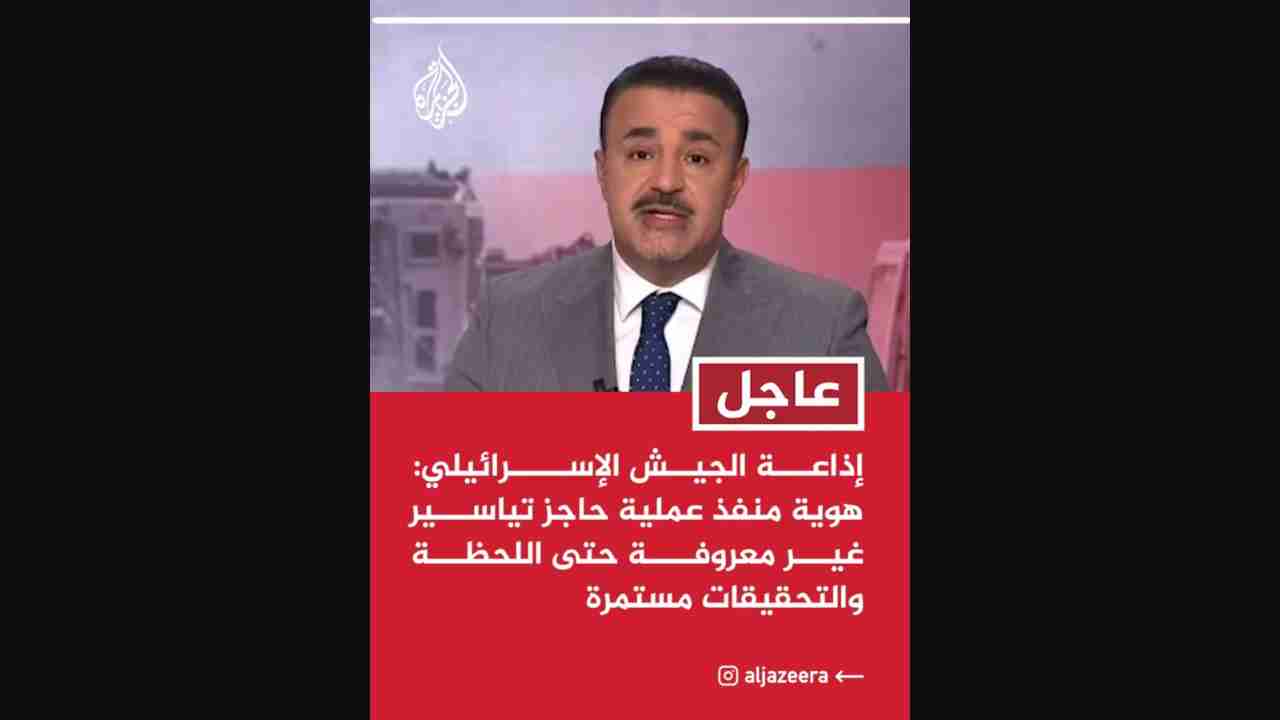 الجزيرة
عاجل
إذاعة الجيش الإسرائيلي:
هوية منفذ عملية حاجز تياسير
غير معروفة حتى اللحظة
والتحقيقات مستمرة
aljazeera